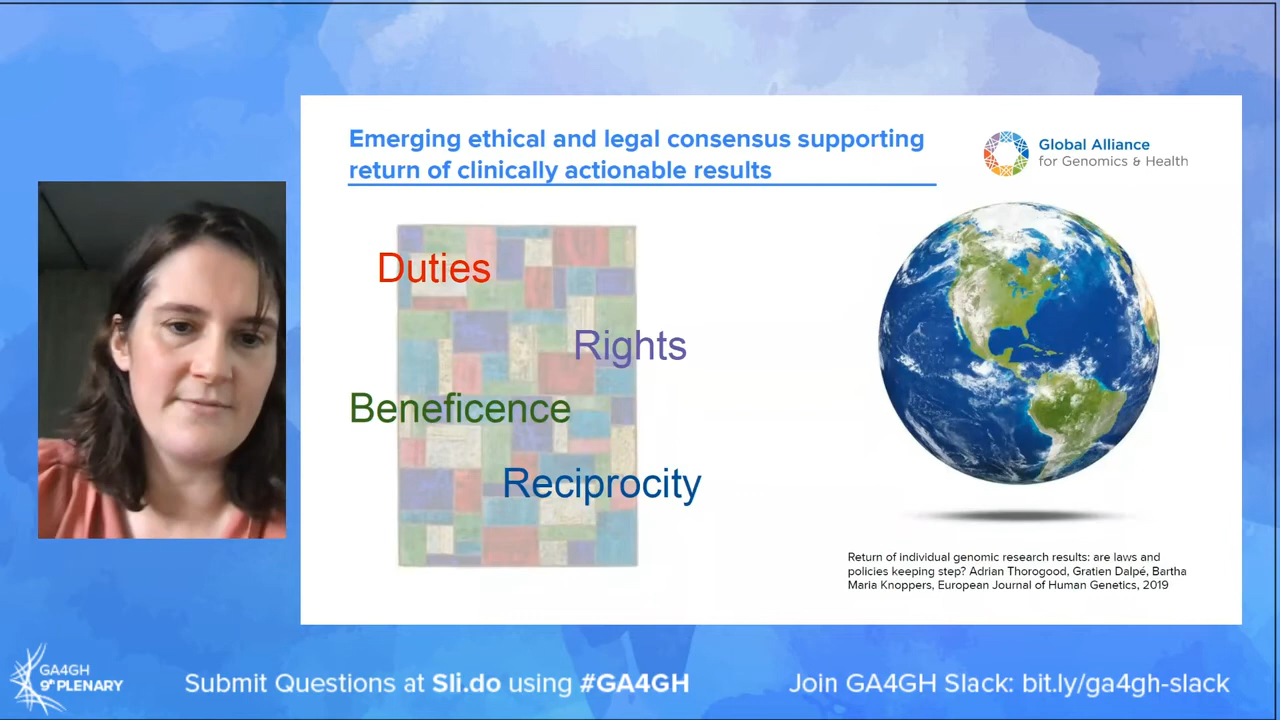 Emerging ethical and legal consensus supporting
return of clinically actionable results
Global Alliance
for Genomics & Health
Duties
Rights
Beneficence
Reciprocity
Return of individual genomic research results: are laws and
policies keeping step? Adrian Thorogood, Gratien Dalpé, Bartha
Maria Knoppers, European Journal of Human Genetics, 2019
GA4GH
9th PLENARY
Submit Questions at Sli.do using #GA4GH
Join GA4GH Slack: bit.ly/ga4gh-slack